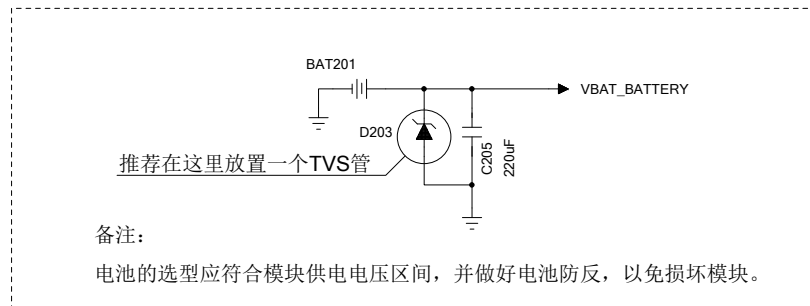 BAT201
VBAT_BATTERY
D203
C205
220uF
推荐在这里放置一个TVS管
备注：
电池的选型应符合模块供电电压区间，并做好电池防反，以免损坏模块。